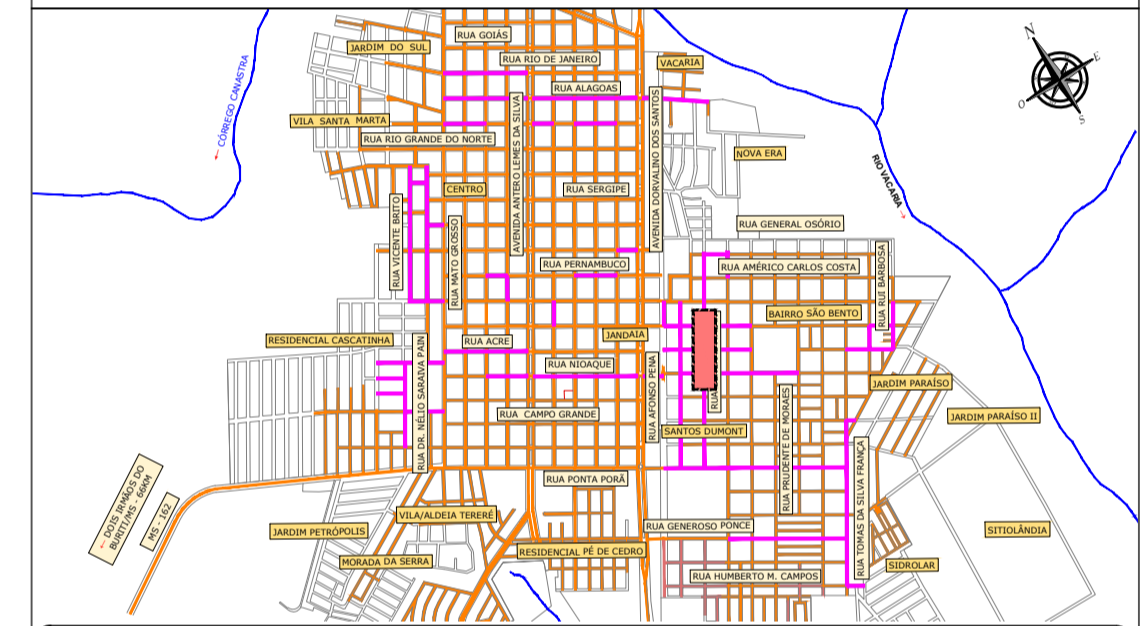 RUA GOIÁS
JARDIM DO SUL
RUA RIO DE JANEIRO
VACARIA
N
E
O
S
CÓRREGO CANASTRA
RUA ALAGOAS
VILA SANTA MARTA
RUA RIO GRANDE DO NORTE
AVENIDA ANTERO LEMES DA SILVA
AVENIDA DORVALINO DOS SANTOS
NOVA ERA
RIO VACARIA
CENTRO
RUA SERGIPE
RUA VICENTE BRITO
RUA MATO GROSSO
RUA GENERAL OSÓRIO
RUA PERNAMBUCO
RUA AMÉRICO CARLOS COSTA
RUA RUI BARBOSA
BAIRRO SÃO BENTO
RESIDENCIAL CASCATINHA
RUA ACRE
JANDAIA
RUA DR. NÉLIO SARAIVA PAIN
RUA NIOAQUE
RUA AFONSO PENA
RUA
JARDIM PARAÍSO
RUA CAMPO GRANDE
RUA PRUDENTE DE MORAES
JARDIM PARAÍSO II
SANTOS DUMONT
RUA TOMAS DA SILVA FRANÇA
DOIS IRMÃOS DO
BURITI/MS - 66KM
MS - 162
RUA PONTA PORÃ
JARDIM PETRÓPOLIS
VILA/ALDEIA TERERÉ
RUA GENEROSO PONCE
SITIOLÂNDIA
RESIDENCIAL PÉ DE CEDRO
MORADA DA SERRA
SIDROLAR
RUA HUMBERTO M. CAMPOS